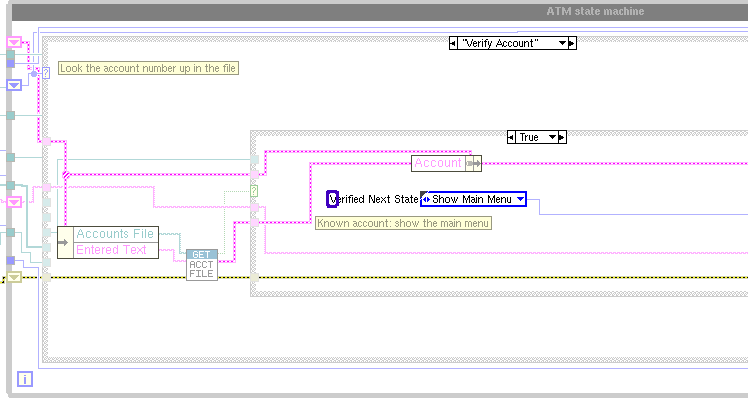 ATM state machine
"Verify Account"
Look the account number up in the file
True
Account
Verified Next State
Show Main Menu
Known account: show the main menu
Accounts File
Entered Text
GET
ACCT
FILE
?
?
i